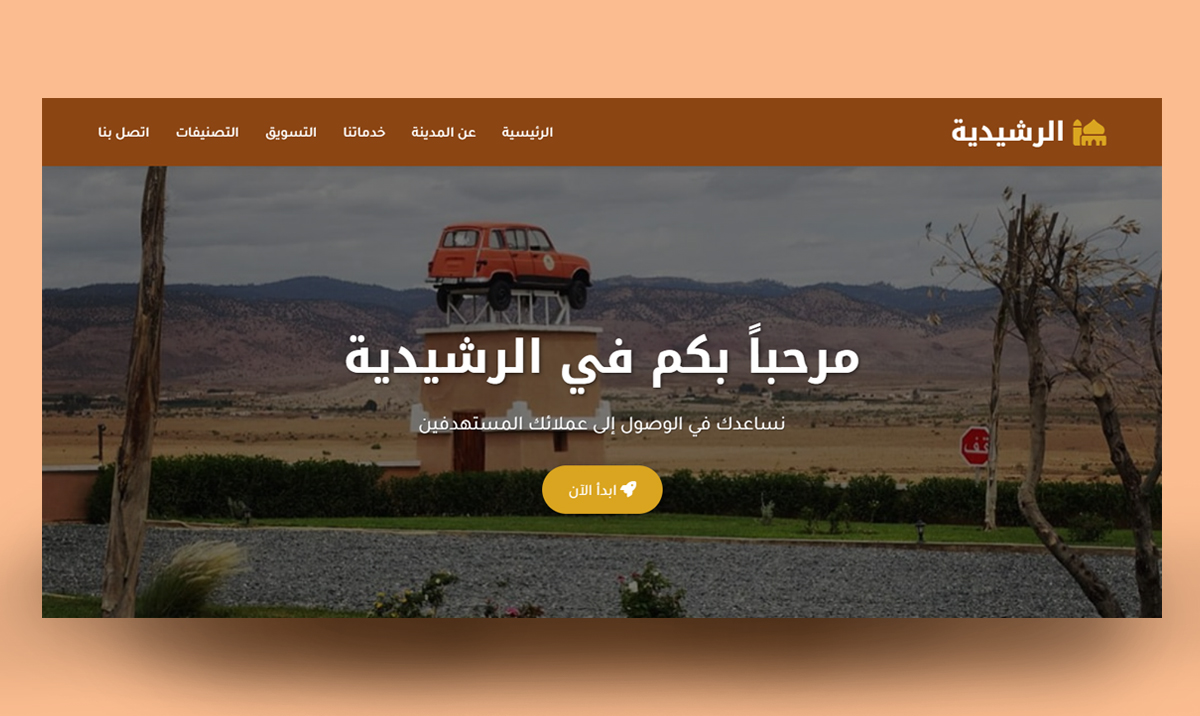 الرشيدية
الرئيسية عن المدينة خدماتنا التسويق التصنيفات اتصل بنا
مرحباً بكم في الرشيدية
نساعدك في الوصول إلى عملائك المستهدفين
قف
ابدأ الآن